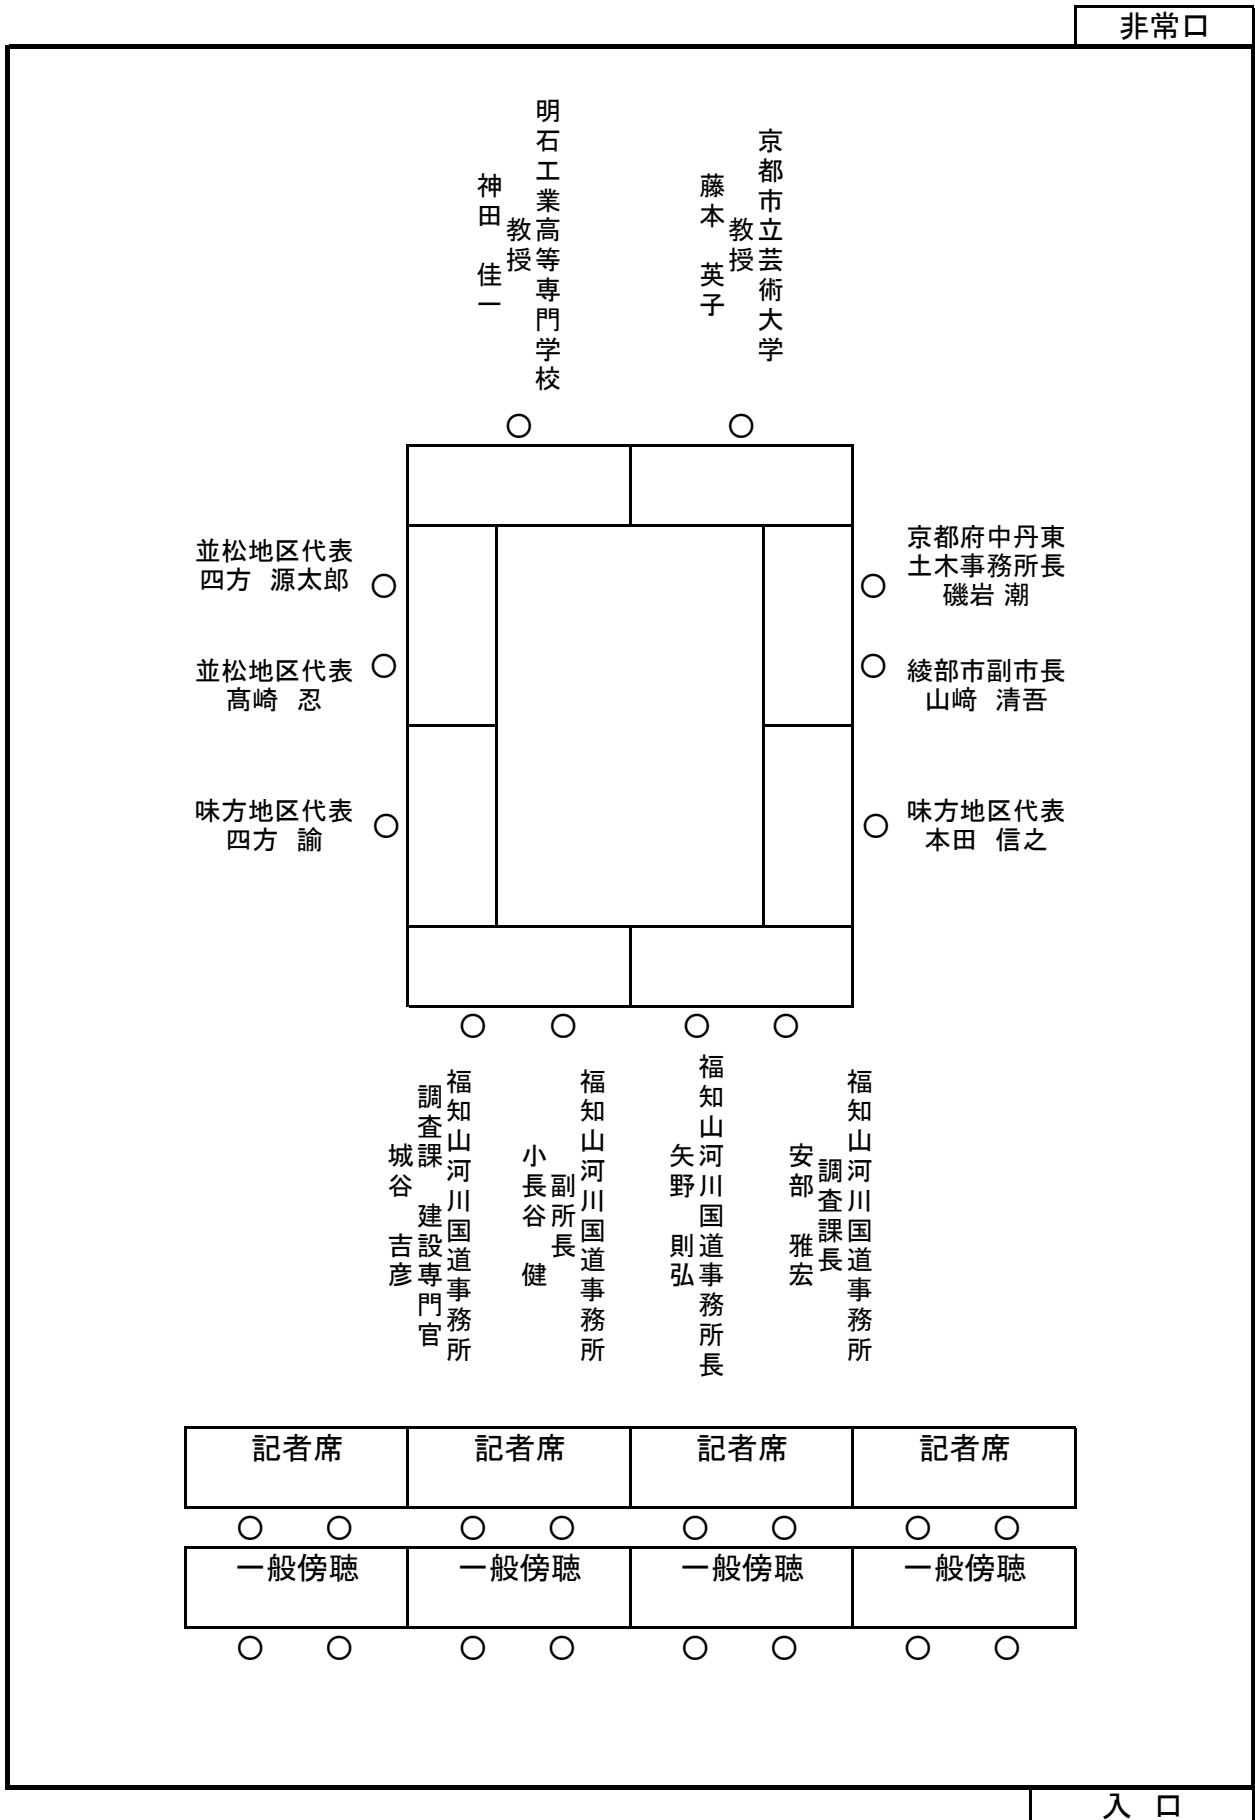 非常口
京都市立芸術大学
教授
藤本 英子
明石工業高等専門学校
教授
神田 佳一
並松地区代表
四方 源太郎
京都府中丹東
土木事務所長
磯岩 潮
並松地区代表
髙崎 忍
綾部市副市長
山﨑 清吾
味方地区代表
四方 諭
味方地区代表
本田 信之
福知山河川国道事務所
調査課長
安部 雅宏
福知山河川国道事務所長
矢野 則弘
福知山河川国道事務所
副所長
小長谷 健
福知山河川国道事務所
調査課 建設専門官
城谷 吉彦
記者席 記者席 記者席 記者席
一般傍聴 一般傍聴 一般傍聴 一般傍聴
入 口